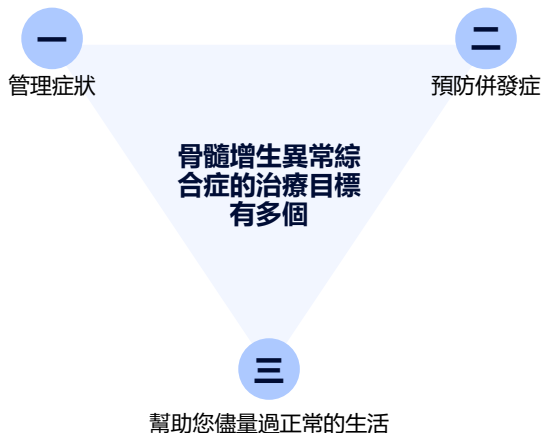 一
二
管理症狀
預防併發症
骨髓增生異常綜
合症的治療目標
有多個
三
幫助您儘量過正常的生活